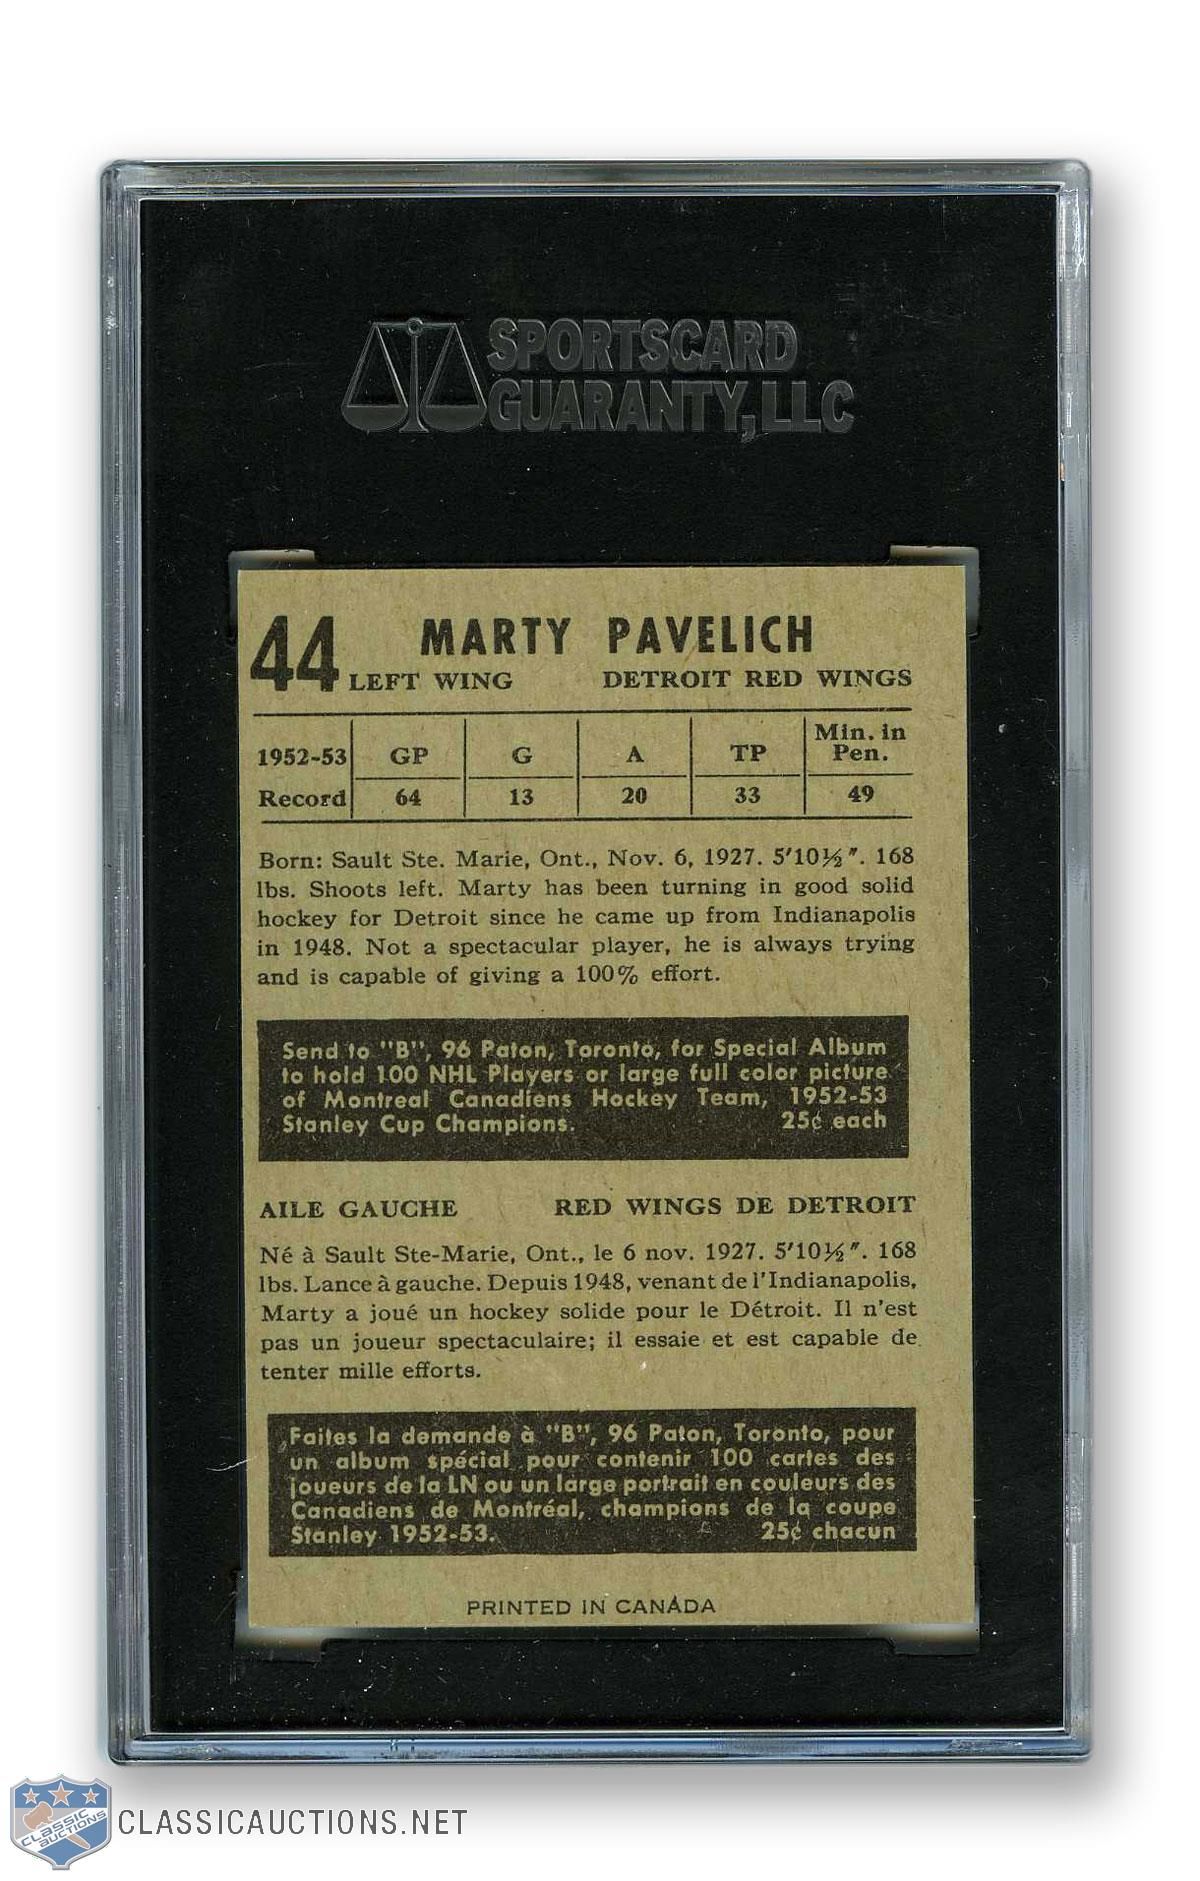 SPORTSCARD
GUARANTY, LLC
44 MARTY PAVELICH
LEFT WING DETROIT RED WINGS
1952-53 GP G A TP Min. in Pen.
Record 64 13 20 33 49
Born: Sault Ste. Marie, Ont., Nov. 6, 1927. 5'10½". 168
lbs. Shoots left. Marty has been turning in good solid
hockey for Detroit since he came up from Indianapolis
in 1948. Not a spectacular player, he is always trying
and is capable of giving a 100% effort.
Send to "B", 96 Paton, Toronto, for Special Album
to hold 100 NHL Players or large full color picture
of Montreal Canadiens Hockey Team, 1952-53
Stanley Cup Champions. 25¢ each
AILE GAUCHE RED WINGS DE DETROIT
Né à Sault Ste-Marie, Ont., le 6 nov. 1927. 5'10½". 168
lbs. Lance à gauche. Depuis 1948, venant de l'Indianapolis,
Marty a joué un hockey solide pour le Détroit. Il n'est
pas un joueur spectaculaire; il essaie et est capable de
tenter mille efforts.
Faites la demande à "B", 96 Paton, Toronto, pour
un album spécial pour contenir 100 cartes des
joueurs de la LN ou un large portrait en couleurs des
Canadiens de Montréal, champions de la coupe
Stanley 1952-53. 25¢ chacun
PRINTED IN CANADA
CLASSIC
AUCTIONS
CLASSICAUCTIONS.NET